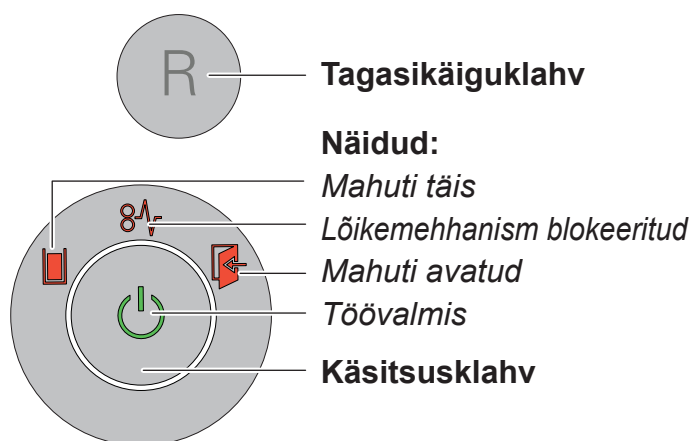 R
Tagasikäiguklahv
Näidud:
Mahuti täis
Lõikemehhanism blokeeritud
Mahuti avatud
Töövalmis
Käsitsusklahv